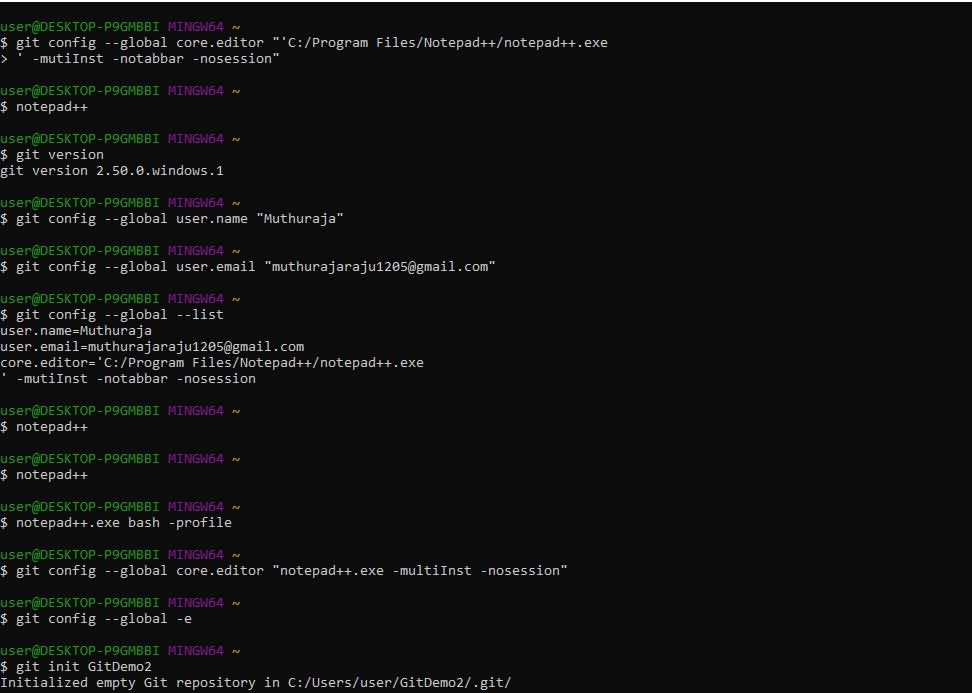 user@DESKTOP-P9GMBBI MINGW64 ~
$ git config --global core.editor "'C:/Program Files/Notepad++/notepad++.exe
> ' -mutiInst -notabbar -nosession"
user@DESKTOP-P9GMBBI MINGW64 ~
$ notepad++
user@DESKTOP-P9GMBBI MINGW64 ~
$ git version
git version 2.50.0.windows.1
user@DESKTOP-P9GMBBI MINGW64 ~
$ git config --global user.name "Muthuraja"
user@DESKTOP-P9GMBBI MINGW64 ~
$ git config --global user.email "muthurajaraju1205@gmail.com"
user@DESKTOP-P9GMBBI MINGW64 ~
$ git config --global --list
user.name=Muthuraja
user.email=muthurajaraju1205@gmail.com
core.editor='C:/Program Files/Notepad++/notepad++.exe
' -mutiInst -notabbar -nosession
user@DESKTOP-P9GMBBI MINGW64 ~
$ notepad++
user@DESKTOP-P9GMBBI MINGW64 ~
$ notepad++
user@DESKTOP-P9GMBBI MINGW64 ~
$ notepad++.exe bash -profile
user@DESKTOP-P9GMBBI MINGW64 ~
$ git config --global core.editor "notepad++.exe -multiInst -nosession"
user@DESKTOP-P9GMBBI MINGW64 ~
$ git config --global -e
user@DESKTOP-P9GMBBI MINGW64 ~
$ git init GitDemo2
Initialized empty Git repository in C:/Users/user/GitDemo2/.git/